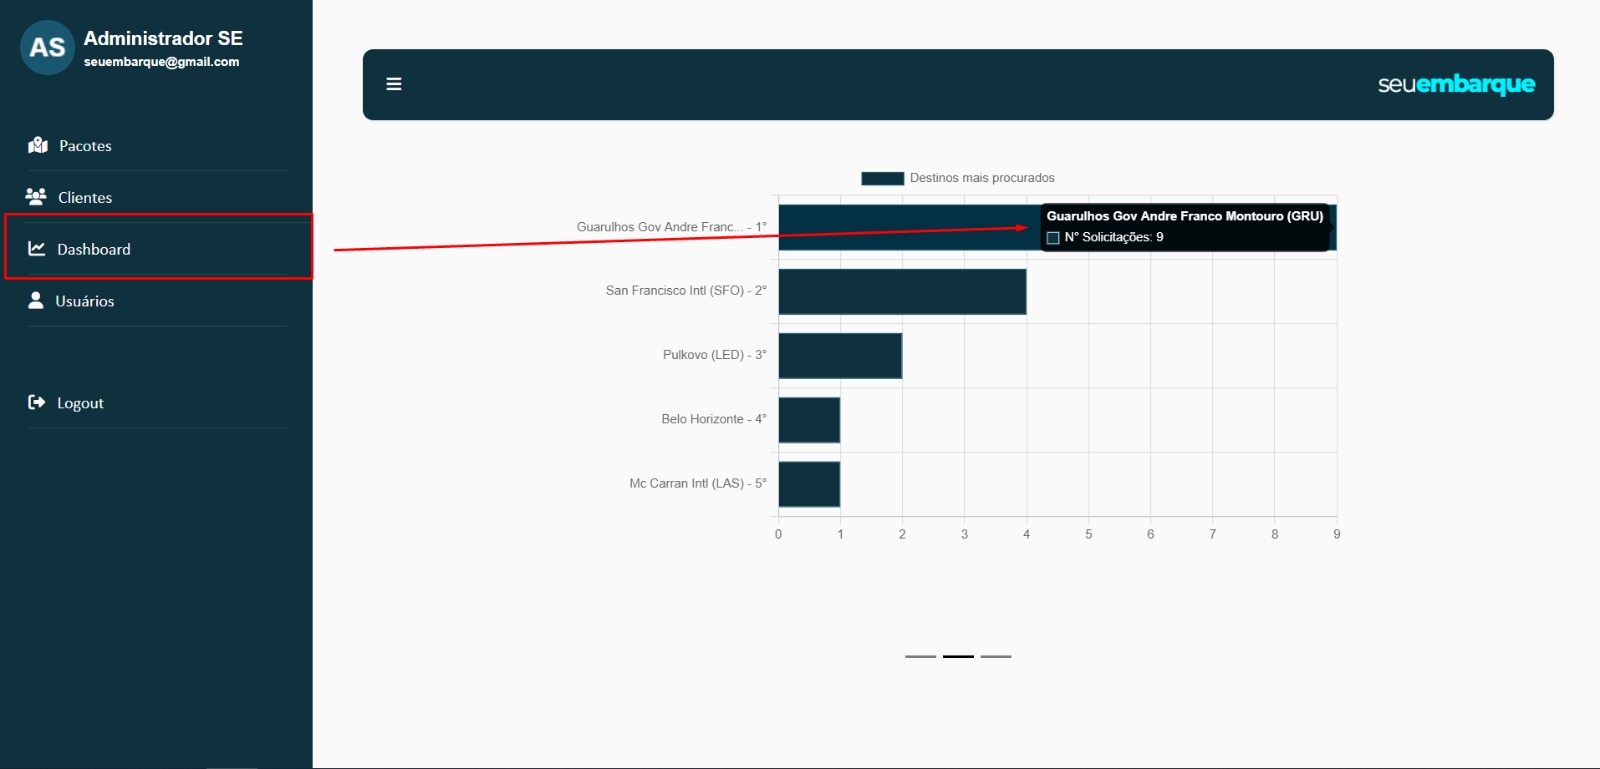 AS
Administrador SE
seuembarque@gmail.com
Pacotes
Clientes
Dashboard
Usuários
Logout
seuembarque
Destinos mais procurados
Guarulhos Gov Andre Franc... - 1°
Guarulhos Gov Andre Franco Montouro (GRU)
N° Solicitações: 9
San Francisco Intl (SFO) - 2°
Pulkovo (LED) - 3°
Belo Horizonte - 4°
Mc Carran Intl (LAS) - 5°
0 1 2 3 4 5 6 7 8 9